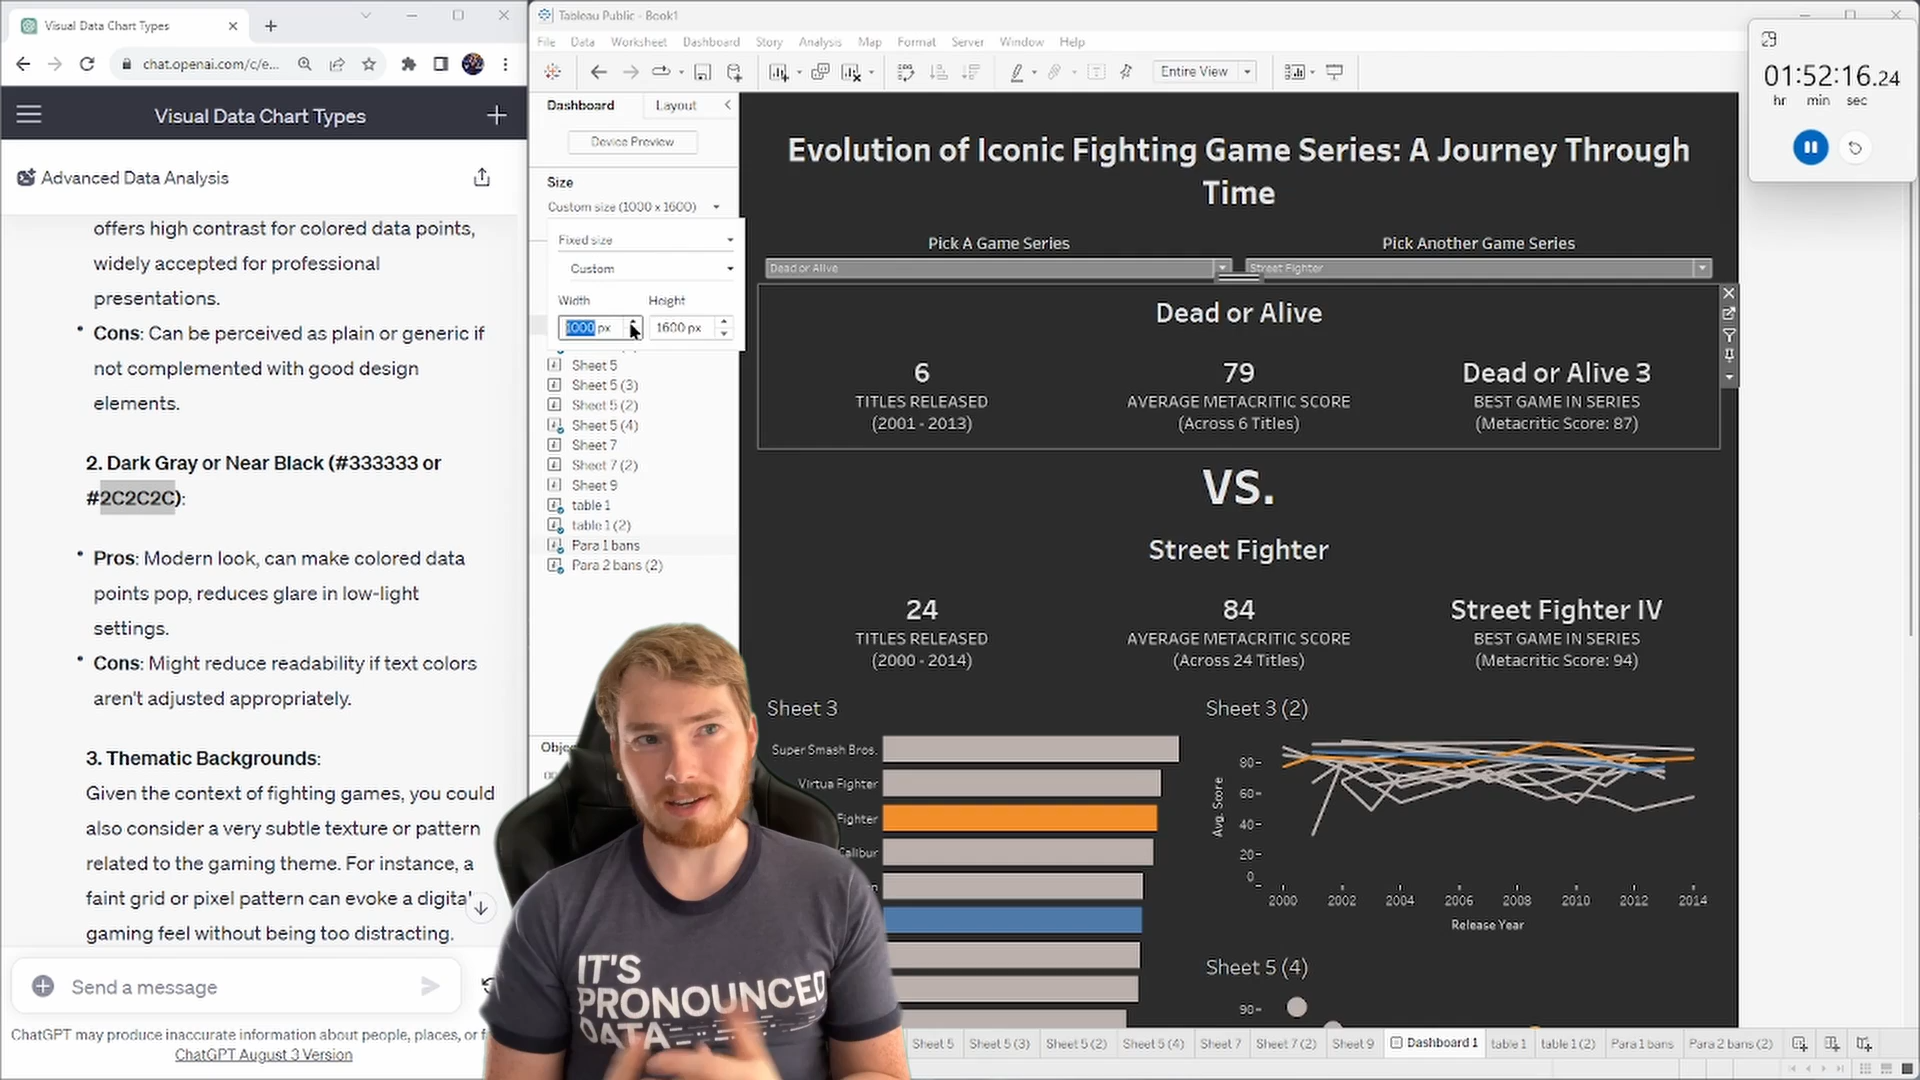 Visual Data Chart Types
Tableau Public - Book1
chat.openai.com/c/e...
File Data Worksheet Dashboard Story Analysis Map Format Server Window Help
Entire View
01:52:16.24
hr min sec
Visual Data Chart Types
Advanced Data Analysis
offers high contrast for colored data points,
widely accepted for professional
presentations.
• Cons: Can be perceived as plain or generic if
not complemented with good design
elements.
2. Dark Gray or Near Black (#333333 or
#2C2C2C):
• Pros: Modern look, can make colored data
points pop, reduces glare in low-light
settings.
• Cons: Might reduce readability if text colors
aren't adjusted appropriately.
3. Thematic Backgrounds:
Given the context of fighting games, you could
also consider a very subtle texture or pattern
related to the gaming theme. For instance, a
faint grid or pixel pattern can evoke a digital
gaming feel without being too distracting.
Send a message
ChatGPT may produce inaccurate information about people, places, or f
ChatGPT August 3 Version
Dashboard Layout
Device Preview
Size
Custom size (1000 x 1600)
Fixed size
Custom
Width Height
1000 px 1600 px
Sheet 5
Sheet 5 (3)
Sheet 5 (2)
Sheet 5 (4)
Sheet 7
Sheet 7 (2)
Sheet 9
table 1
table 1 (2)
Para 1 bans
Para 2 bans (2)
Objec
Evolution of Iconic Fighting Game Series: A Journey Through
Time
Pick A Game Series Pick Another Game Series
Dead or Alive Street Fighter
Dead or Alive
6 79 Dead or Alive 3
TITLES RELEASED AVERAGE METACRITIC SCORE BEST GAME IN SERIES
(2001 - 2013) (Across 6 Titles) (Metacritic Score: 87)
VS.
Street Fighter
24 84 Street Fighter IV
TITLES RELEASED AVERAGE METACRITIC SCORE BEST GAME IN SERIES
(2000 - 2014) (Across 24 Titles) (Metacritic Score: 94)
Sheet 3 Sheet 3 (2)
Super Smash Bros.
Virtua Fighter
Fighter
Calibur
80
60
40
20
0
Avg. Score
2000 2002 2004 2006 2008 2010 2012 2014
Release Year
Sheet 5 (4)
90
IT'S
PRONOUNCED
DATA
Sheet 5 Sheet 5 (3) Sheet 5 (2) Sheet 5 (4) Sheet 7 Sheet 7 (2) Sheet 9 Dashboard 1 table 1 table 1 (2) Para 1 bans Para 2 bans (2)